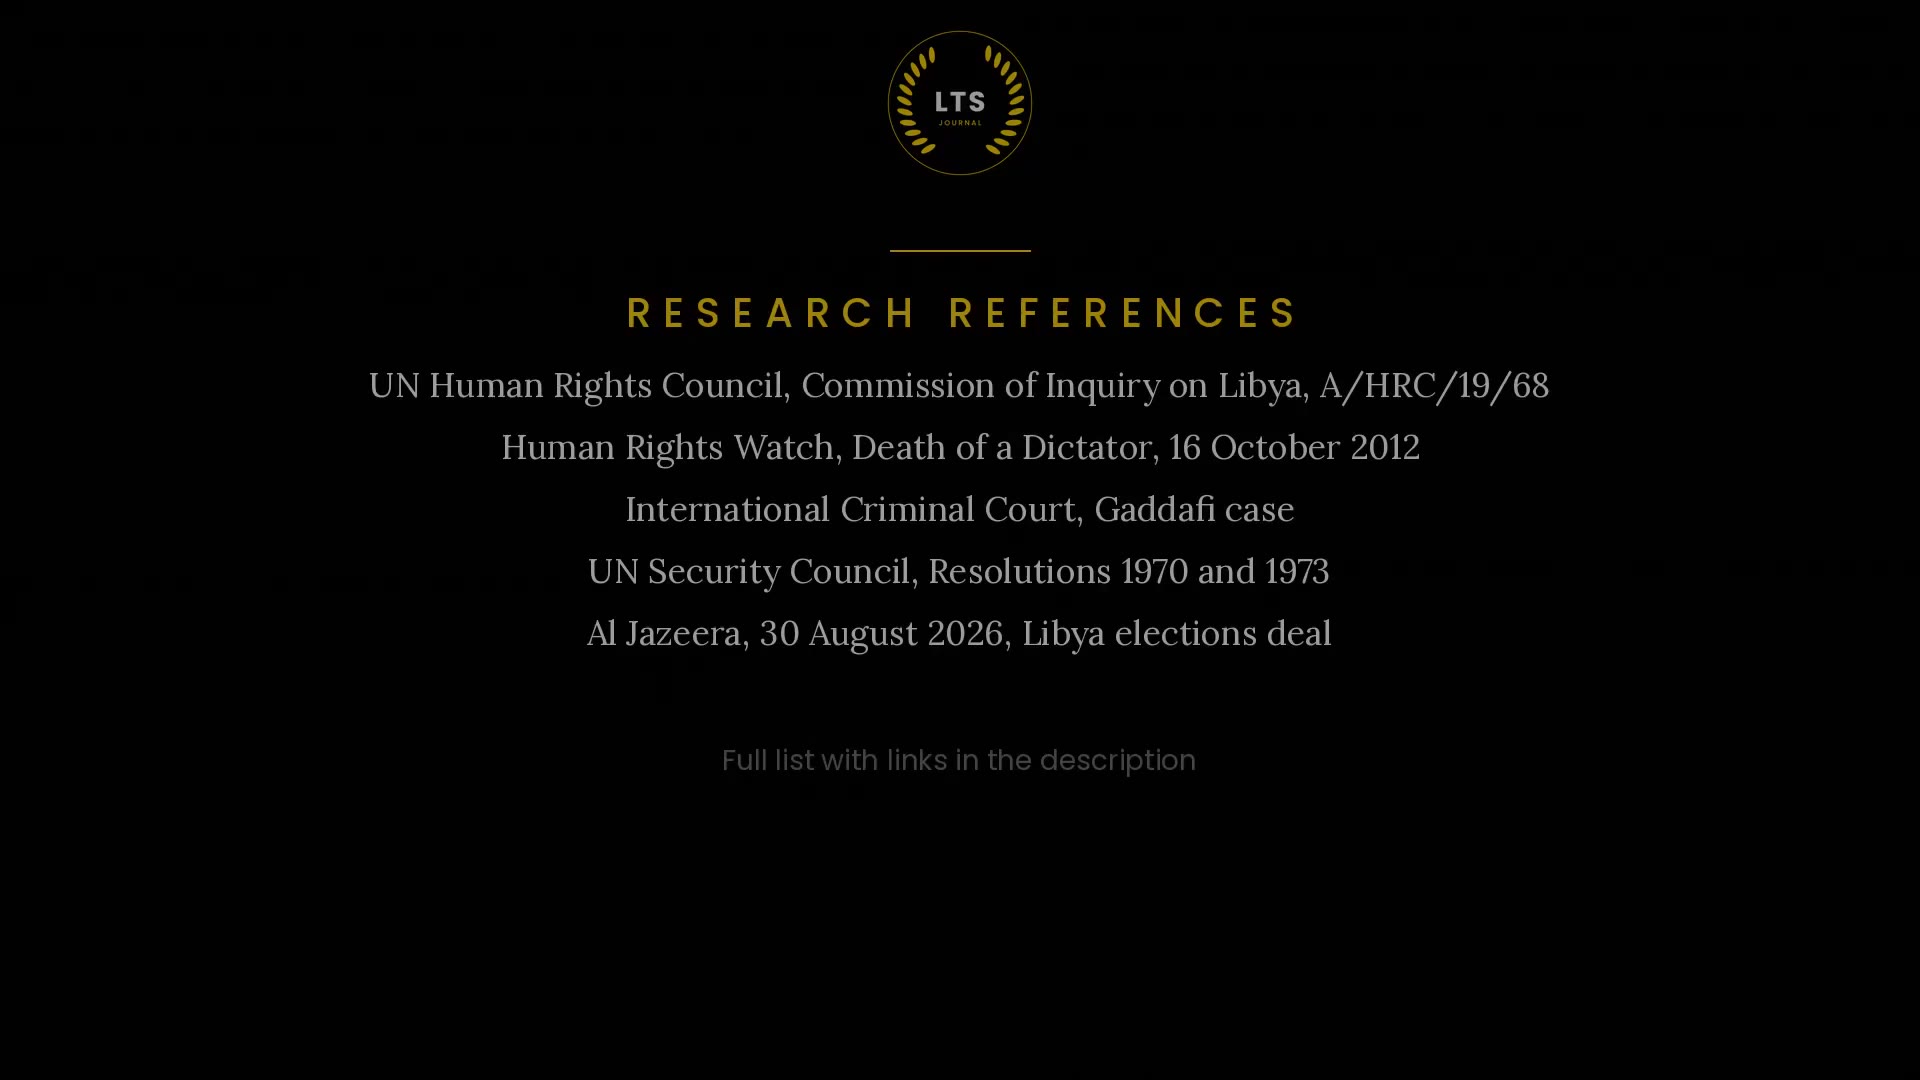 LTS
JOURNAL
RESEARCH REFERENCES
UN Human Rights Council, Commission of Inquiry on Libya, A/HRC/19/68
Human Rights Watch, Death of a Dictator, 16 October 2012
International Criminal Court, Gaddafi case
UN Security Council, Resolutions 1970 and 1973
Al Jazeera, 30 August 2026, Libya elections deal
Full list with links in the description